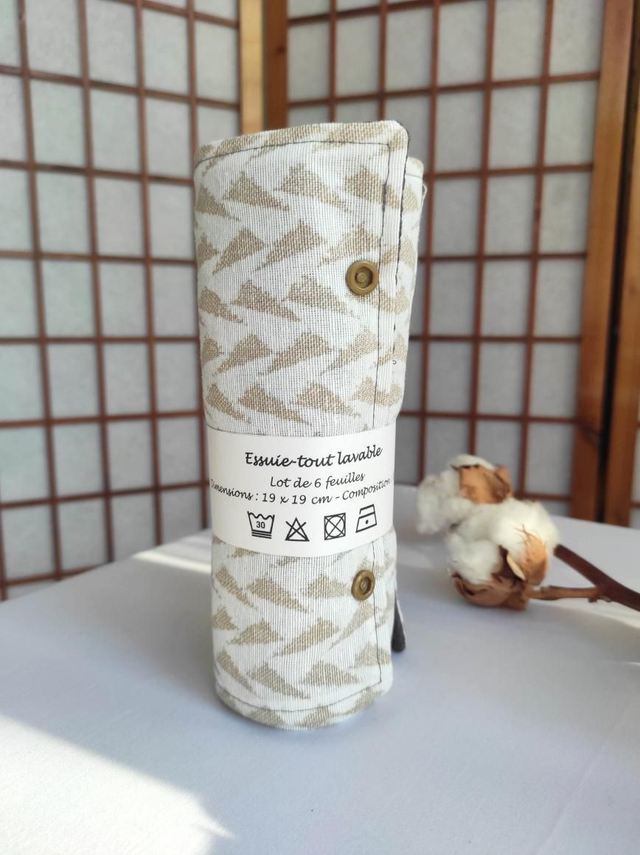 Essuie-tout lavable
Lot de 6 feuilles
Dimensions : 19 x 19 cm - Composition
30